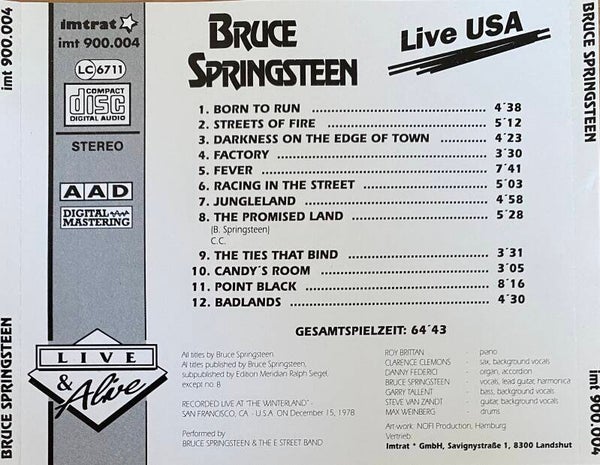 imtrat
imt 900.004
LC 6711
COMPACT
disc
DIGITAL AUDIO
STEREO
AAD
DIGITAL
MASTERING
LIVE
& Alive
imt 900.004
BRUCE SPRINGSTEEN
BRUCE
SPRINGSTEEN
Live USA
1. BORN TO RUN 4´38
2. STREETS OF FIRE 5´12
3. DARKNESS ON THE EDGE OF TOWN 4´23
4. FACTORY 3´30
5. FEVER 7´41
6. RACING IN THE STREET 5´03
7. JUNGLELAND 4´58
8. THE PROMISED LAND 5´28
(B. Springsteen)
C.C.
9. THE TIES THAT BIND 3´31
10. CANDY´S ROOM 3´05
11. POINT BLACK 8´16
12. BADLANDS 4´30
GESAMTSPIELZEIT: 64´43
All titles by Bruce Springsteen.
All titles published by Bruce Springsteen,
subpublished by Edition Meridian Ralph Siegel,
except no. 8
RECORDED LIVE AT "THE WINTERLAND" -
SAN FRANCISCO, CA - U.S.A. ON December 15, 1978
Performed by
BRUCE SPRINGSTEEN & THE E STREET BAND
ROY BRITTAN - piano
CLARENCE CLEMONS - sax, background vocals
DANNY FEDERICI - organ, accordion
BRUCE SPRINGSTEEN - vocals, lead guitar, harmonica
GARRY TALLENT - bass, background vocals
STEVE VAN ZANDT - guitar, background vocals
MAX WEINBERG - drums
Art-work: NOFI Production, Hamburg
Vertrieb:
Imtrat * GmbH, Savignystraße 1, 8300 Landshut
BRUCE SPRINGSTEEN
imt 900.004